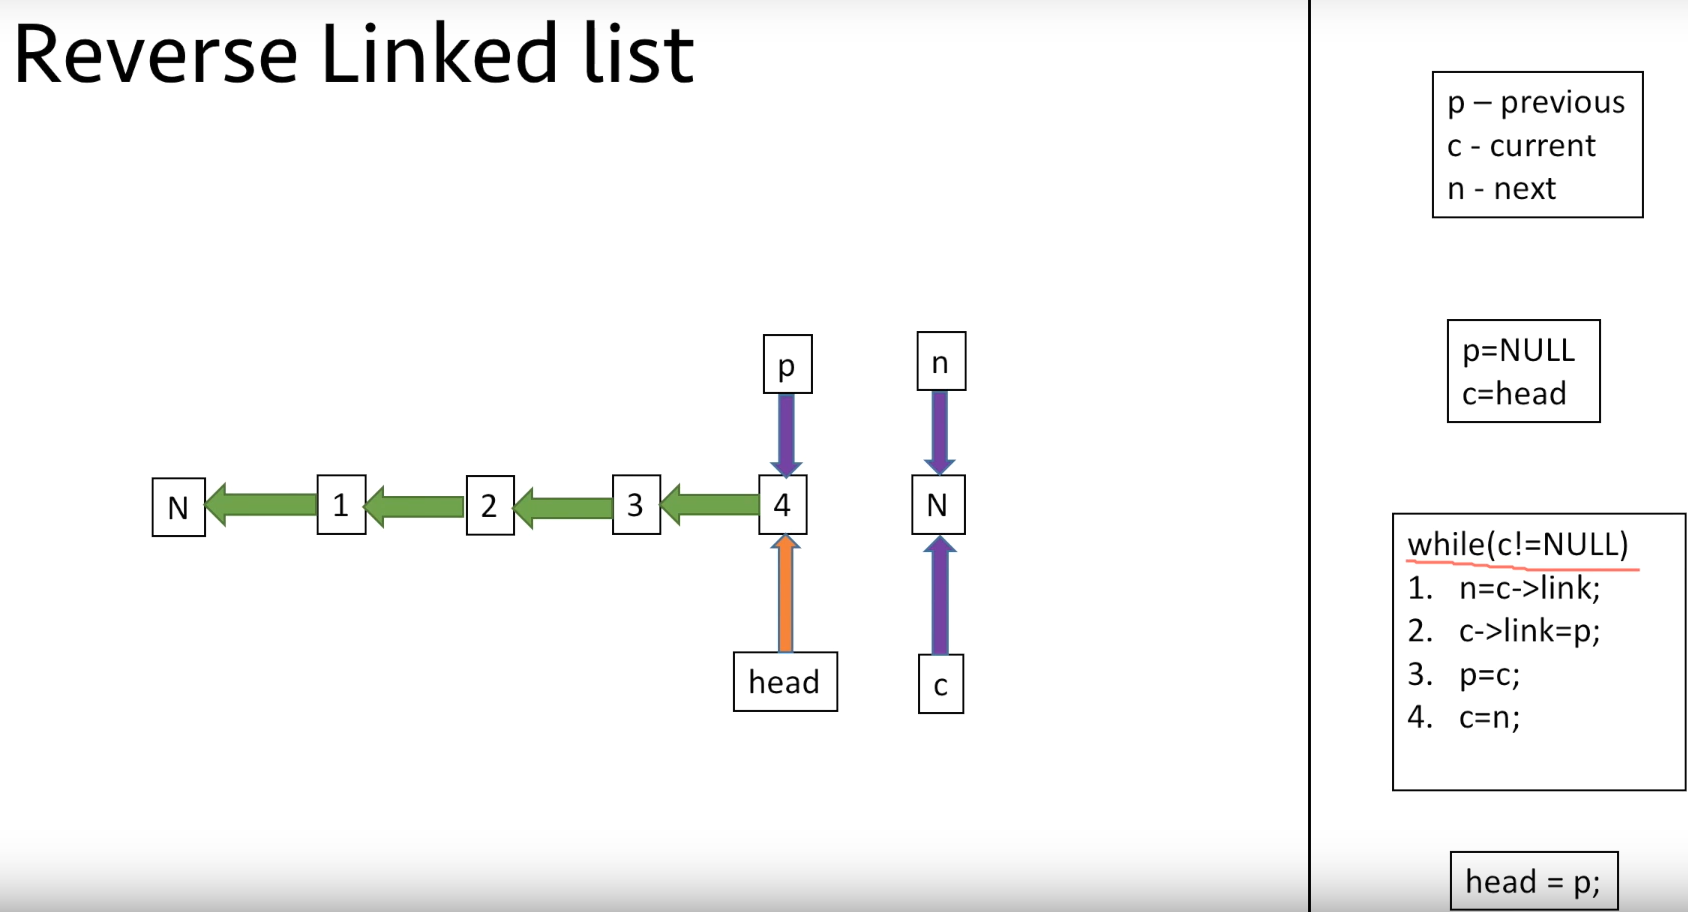 Reverse Linked list
p – previous
c - current
n - next
p=NULL
c=head
p
n
N
1
2
3
4
N
head
c
while(c!=NULL)
1. n=c->link;
2. c->link=p;
3. p=c;
4. c=n;
head = p;